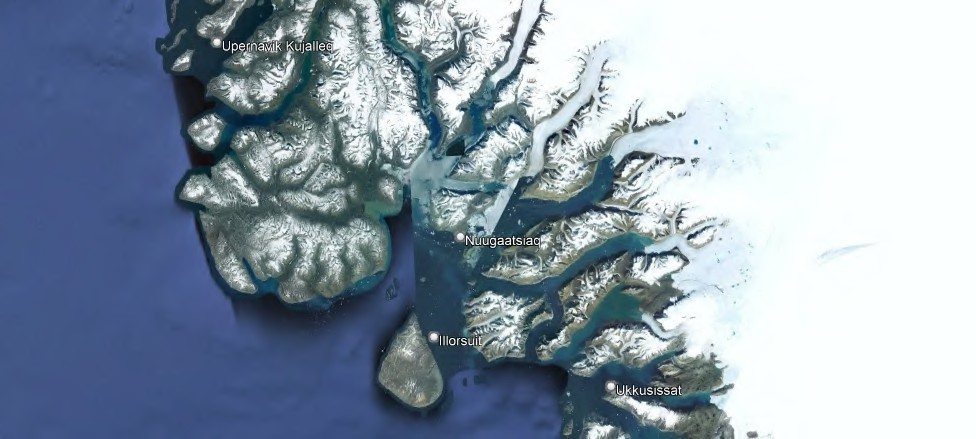 Upernavik Kujalleq
Nuugaatsiaq
Illorsuit
Ukkusissat